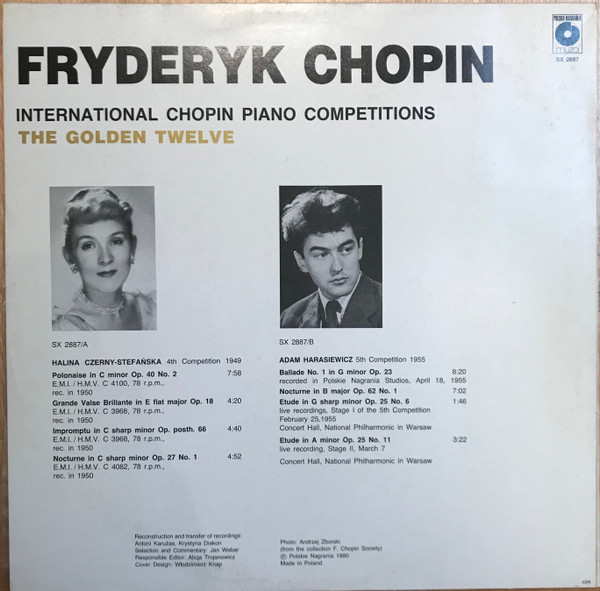 POLSKIE NAGRANIA
muza
SX 2887
FRYDERYK CHOPIN
INTERNATIONAL CHOPIN PIANO COMPETITIONS
THE GOLDEN TWELVE
SX 2887/A
HALINA CZERNY-STEFAŃSKA 4th Competition 1949
Polonaise in C minor Op. 40 No. 2 7:58
E.M.I. / H.M.V. C 4100, 78 r.p.m.,
rec. in 1950
Grande Valse Brillante in E flat major Op. 18 4:20
E.M.I. / H.M.V. C 3968, 78 r.p.m.,
rec. in 1950
Impromptu in C sharp minor Op. posth. 66 4:40
E.M.I. / H.M.V. C 3968, 78 r.p.m.,
rec. in 1950
Nocturne in C sharp minor Op. 27 No. 1 4:52
E.M.I. / H.M.V. C 4082, 78 r.p.m.,
rec. in 1950
SX 2887/B
ADAM HARASIEWICZ 5th Competition 1955
Ballade No. 1 in G minor Op. 23 8:20
recorded in Polskie Nagrania Studios, April 18, 1955
Nocturne in B major Op. 62 No. 1 7:02
Etude in G sharp minor Op. 25 No. 6 1:46
live recordings, Stage I of the 5th Competition
February 25,1955
Concert Hall, National Philharmonic in Warsaw
Etude in A minor Op. 25 No. 11 3:22
live recording, Stage II, March 7
Concert Hall, National Philharmonic in Warsaw
Reconstruction and transfer of recordings:
Antoni Karużas, Krystyna Diakon
Selection and Commentary: Jan Weber
Responsible Editor: Alicja Trojanowicz
Cover Design: Włodzimierz Knap
Photo: Andrzej Zborski
(from the collection F. Chopin Society)
Ⓟ Polskie Nagrania 1990
Made in Poland